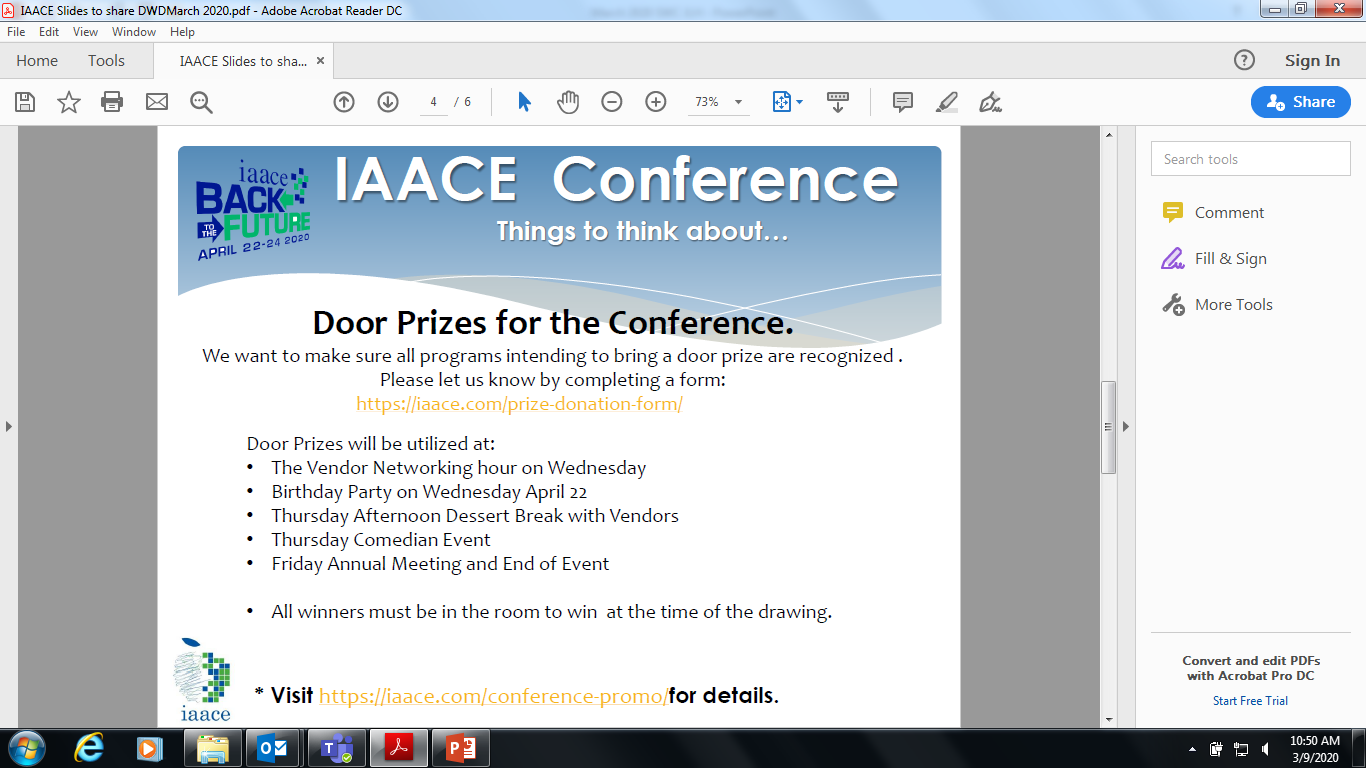 IAACE Slides to share DWDMarch 2020.pdf - Adobe Acrobat Reader DC
File Edit View Window Help
Home Tools IAACE Slides to sha... × ? Sign In
4 / 6 73% Share
iaace
BACK
TO THE
FUTURE
APRIL 22-24 2020
IAACE Conference
Things to think about…
Door Prizes for the Conference.
We want to make sure all programs intending to bring a door prize are recognized .
Please let us know by completing a form:
https://iaace.com/prize-donation-form/
Door Prizes will be utilized at:
• The Vendor Networking hour on Wednesday
• Birthday Party on Wednesday April 22
• Thursday Afternoon Dessert Break with Vendors
• Thursday Comedian Event
• Friday Annual Meeting and End of Event
• All winners must be in the room to win at the time of the drawing.
iaace
* Visit https://iaace.com/conference-promo/for details.
Search tools
Comment
Fill & Sign
More Tools
Convert and edit PDFs
with Acrobat Pro DC
Start Free Trial
10:50 AM
3/9/2020